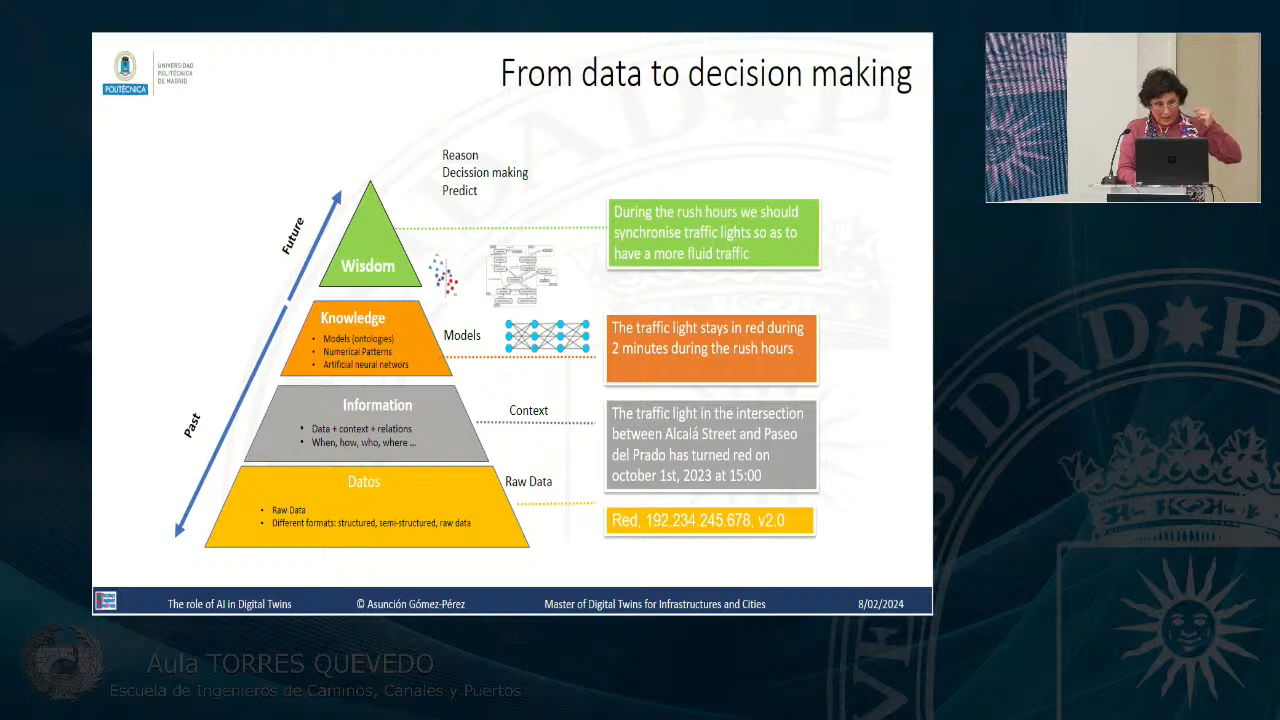 UNIVERSIDAD
POLITÉCNICA
DE MADRID
POLITÉCNICA
From data to decision making
Reason
Decission making
Predict
Future
Past
Wisdom
During the rush hours we should
synchronise traffic lights so as to
have a more fluid traffic
Knowledge
• Models (ontologies)
• Numerical Patterns
• Artificial neural networs
Models
The traffic light stays in red during
2 minutes during the rush hours
Information
• Data + context + relations
• When, how, who, where ...
Context
The traffic light in the intersection
between Alcalá Street and Paseo
del Prado has turned red on
october 1st, 2023 at 15:00
Datos
• Raw Data
• Different formats: structured, semi-structured, raw data
Raw Data
Red, 192.234.245.678, v2.0
The role of AI in Digital Twins
© Asunción Gómez-Pérez
Master of Digital Twins for Infrastructures and Cities
8/02/2024
Aula TORRES QUEVEDO
Escuela de Ingenieros de Caminos, Canales y Puertos